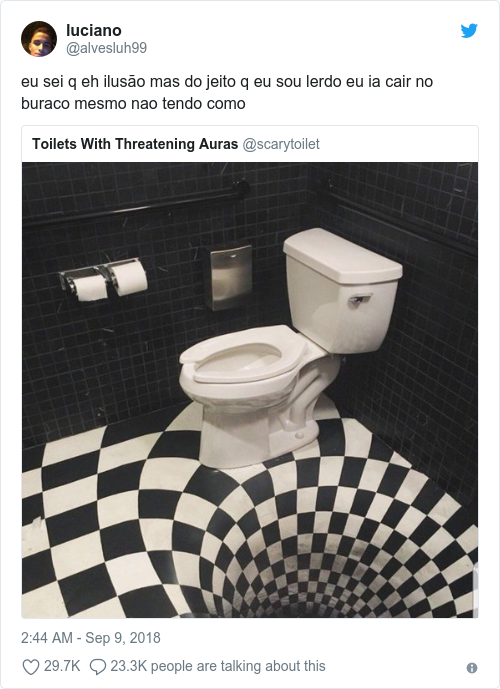 luciano
@alvesluh99
eu sei q eh ilusão mas do jeito q eu sou lerdo eu ia cair no
buraco mesmo nao tendo como
Toilets With Threatening Auras @scarytoilet
2:44 AM - Sep 9, 2018
29.7K 23.3K people are talking about this